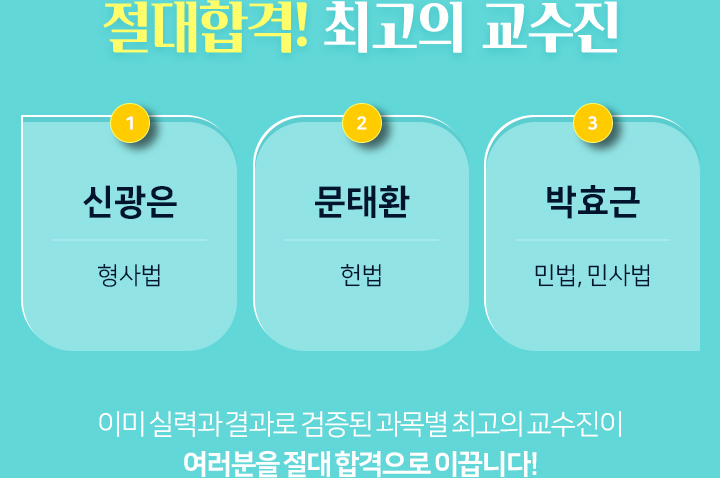 절대합격! 최고의 교수진
1
2
3
신광은
문태환
박효근
형사법
헌법
민법, 민사법
이미 실력과 결과로 검증된 과목별 최고의 교수진이
여러분을 절대 합격으로 이끕니다!